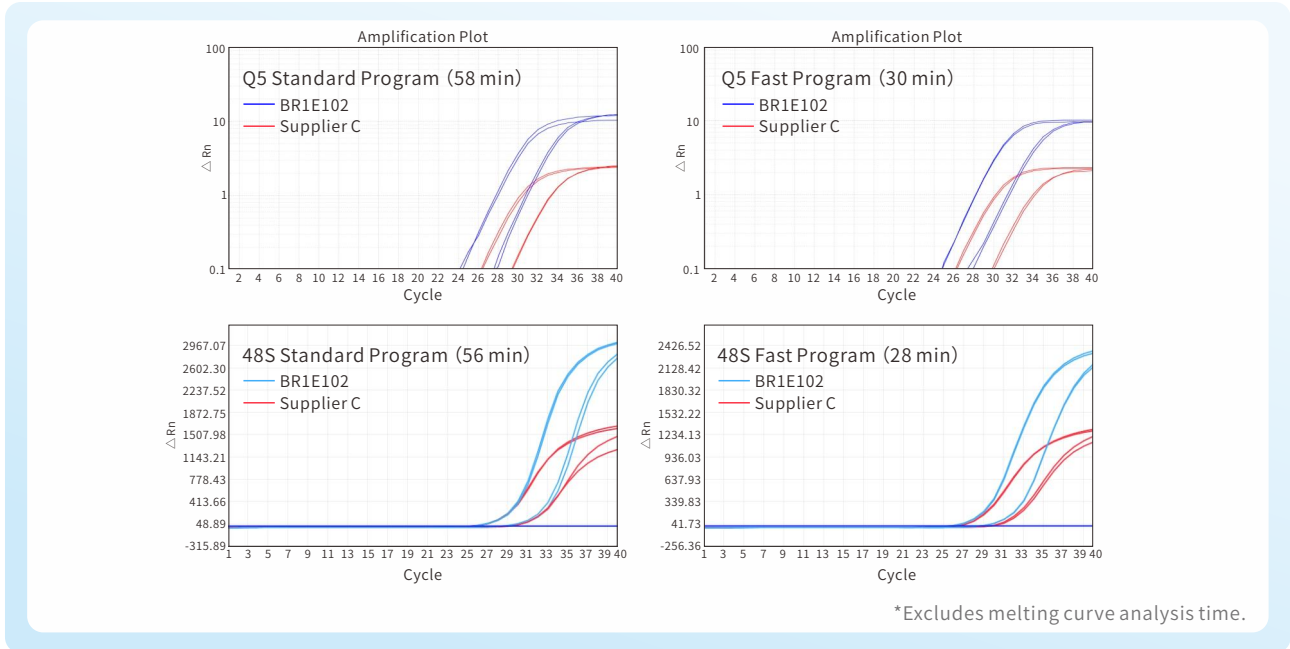 Amplification Plot
100
10
1
0.1
△ Rn
Q5 Standard Program (58 min)
BR1E102
Supplier C
2 4 6 8 10 12 14 16 18 20 22 24 26 28 30 32 34 36 38 40
Cycle
Amplification Plot
100
10
1
0.1
△ Rn
Q5 Fast Program (30 min)
BR1E102
Supplier C
2 4 6 8 10 12 14 16 18 20 22 24 26 28 30 32 34 36 38 40
Cycle
2967.07
2602.30
2237.52
1872.75
1507.98
1143.21
778.43
413.66
48.89
-315.89
△ Rn
48S Standard Program (56 min)
BR1E102
Supplier C
1 3 5 7 9 11 13 15 17 19 21 23 25 27 29 31 33 35 37 39 40
Cycle
2426.52
2128.42
1830.32
1532.22
1234.13
936.03
637.93
339.83
41.73
-256.36
△ Rn
48S Fast Program (28 min)
BR1E102
Supplier C
1 3 5 7 9 11 13 15 17 19 21 23 25 27 29 31 33 35 37 39 40
Cycle
*Excludes melting curve analysis time.